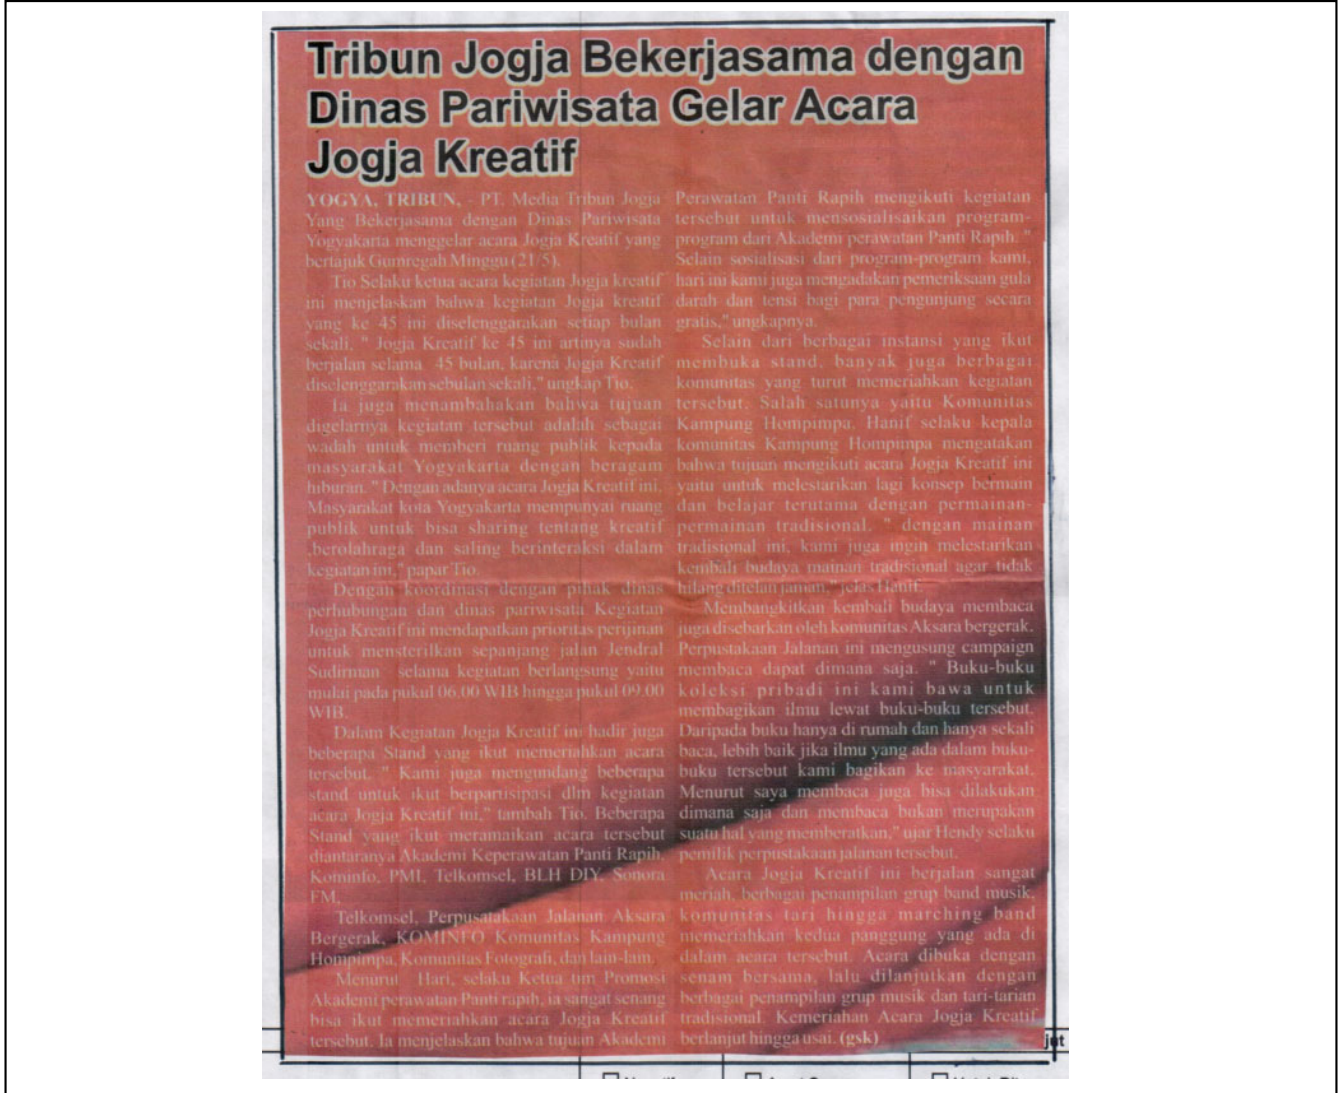 Tribun Jogja Bekerjasama dengan
Dinas Pariwisata Gelar Acara
Jogja Kreatif
YOGYA, TRIBUN, - PT. Media Tribun Jogja
Yang Bekerjasama dengan Dinas Pariwisata
Yogyakarta menggelar acara Jogja Kreatif yang
bertajuk Gumregah Minggu (21/5).
Tio Selaku ketua acara kegiatan Jogja kreatif
ini menjelaskan bahwa kegiatan Jogja kreatif
yang ke 45 ini diselenggarakan setiap bulan
sekali. " Jogja Kreatif ke 45 ini artinya sudah
berjalan selama 45 bulan, karena Jogja Kreatif
diselenggarakan sebulan sekali," ungkap Tio.
Ia juga menambahakan bahwa tujuan
digelarnya kegiatan tersebut adalah sebagai
wadah untuk memberi ruang publik kepada
masyarakat Yogyakarta dengan beragam
hiburan. " Dengan adanya acara Jogja Kreatif ini,
Masyarakat kota Yogyakarta mempunyai ruang
publik untuk bisa sharing tentang kreatif
,berolahraga dan saling berinteraksi dalam
kegiatan ini," papar Tio.
Dengan koordinasi dengan pihak dinas
perhubungan dan dinas pariwisata Kegiatan
Jogja Kreatif ini mendapatkan prioritas perijinan
untuk mensterilkan sepanjang jalan Jendral
Sudirman selama kegiatan berlangsung yaitu
mulai pada pukul 06.00 WIB hingga pukul 09.00
WIB.
Dalam Kegiatan Jogja Kreatif ini hadir juga
beberapa Stand yang ikut memeriahkan acara
tersebut. " Kami juga mengundang beberapa
stand untuk ikut berpartisipasi dlm kegiatan
acara Jogja Kreatif ini," tambah Tio. Beberapa
Stand yang ikut meramaikan acara tersebut
diantaranya Akademi Keperawatan Panti Rapih,
Kominfo, PMI, Telkomsel, BLH DIY, Sonora
FM,
Telkomsel, Perpusatakaan Jalanan Aksara
Bergerak, KOMINFO Komunitas Kampung
Hompimpa, Komunitas Fotografi, dan lain-lain.
Menurut Hari, selaku Ketua tim Promosi
Akademi perawatan Panti rapih, ia sangat senang
bisa ikut memeriahkan acara Jogja Kreatif
tersebut. Ia menjelaskan bahwa tujuan Akademi
Perawatan Panti Rapih mengikuti kegiatan
tersebut untuk mensosialisaikan program-
program dari Akademi perawatan Panti Rapih. "
Selain sosialisasi dari program-program kami,
hari ini kami juga mengadakan pemeriksaan gula
darah dan tensi bagi para pengunjung secara
gratis," ungkapnya.
Selain dari berbagai instansi yang ikut
membuka stand, banyak juga berbagai
komunitas yang turut memeriahkan kegiatan
tersebut. Salah satunya yaitu Komunitas
Kampung Hompimpa. Hanif selaku kepala
komunitas Kampung Hompimpa mengatakan
bahwa tujuan mengikuti acara Jogja Kreatif ini
yaitu untuk melestarikan lagi konsep bermain
dan belajar terutama dengan permainan-
permainan tradisional. " dengan mainan
tradisional ini, kami juga ingin melestarikan
kembali budaya mainan tradisional agar tidak
hilang ditelan jaman," jelas Hanif.
Membangkitkan kembali budaya membaca
juga disebarkan oleh komunitas Aksara bergerak.
Perpustakaan Jalanan ini mengusung campaign
membaca dapat dimana saja. " Buku-buku
koleksi pribadi ini kami bawa untuk
membagikan ilmu lewat buku-buku tersebut.
Daripada buku hanya di rumah dan hanya sekali
baca, lebih baik jika ilmu yang ada dalam buku-
buku tersebut kami bagikan ke masyarakat.
Menurut saya membaca juga bisa dilakukan
dimana saja dan membaca bukan merupakan
suatu hal yang memberatkan," ujar Hendy selaku
pemilik perpustakaan jalanan tersebut.
Acara Jogja Kreatif ini berjalan sangat
meriah, berbagai penampilan grup band musik,
komunitas tari hingga marching band
memeriahkan kedua panggung yang ada di
dalam acara tersebut. Acara dibuka dengan
senam bersama, lalu dilanjutkan dengan
berbagai penampilan grup musik dan tari-tarian
tradisional. Kemeriahan Acara Jogja Kreatif
berlanjut hingga usai. (gsk)